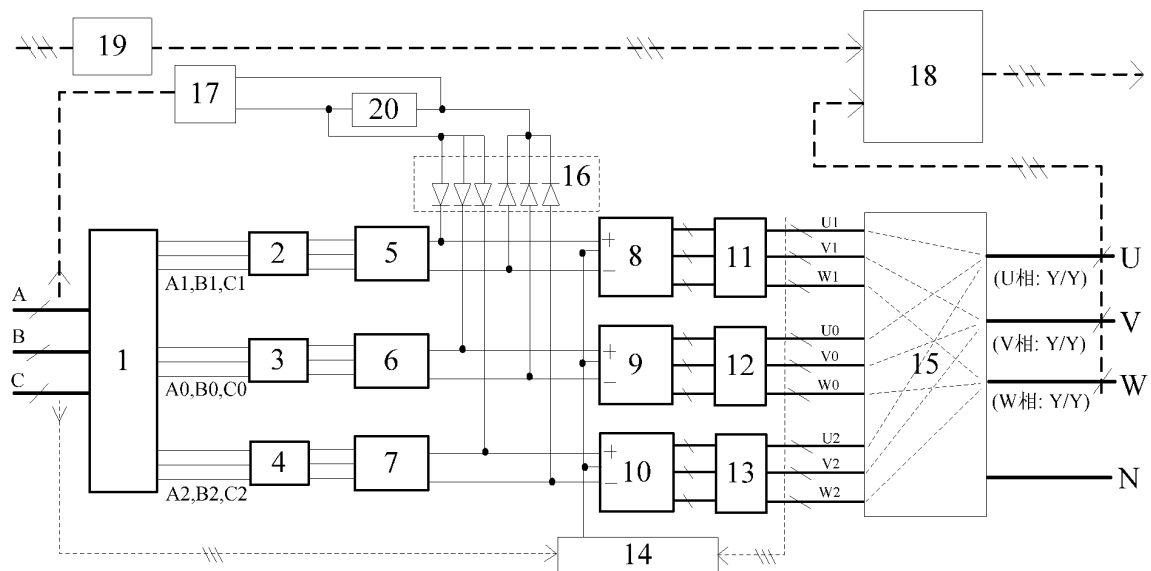 19
18
17
20
16
1
2
5
8
11
U1
V1
W1
U
(U相: Y/Y)
A1,B1,C1
A
B
C
3
6
9
12
15
U0
V0
W0
V
(V相: Y/Y)
W
(W相: Y/Y)
A0,B0,C0
4
7
10
13
U2
V2
W2
N
A2,B2,C2
14
+
−
+
−
+
−